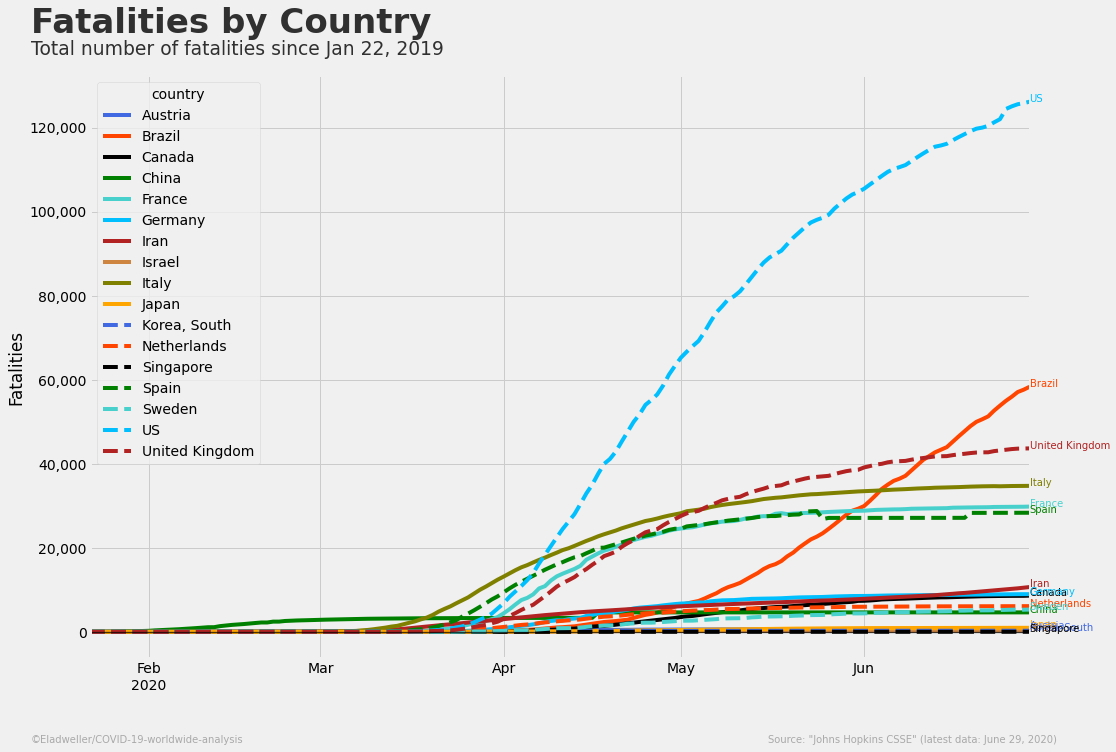 Fatalities by Country
Total number of fatalities since Jan 22, 2019
country
Austria
Brazil
Canada
China
France
Germany
Iran
Israel
Italy
Japan
Korea, South
Netherlands
Singapore
Spain
Sweden
US
United Kingdom
Fatalities
120,000
100,000
80,000
60,000
40,000
20,000
0
Feb
2020
Mar
Apr
May
Jun
US
Brazil
United Kingdom
Italy
France
Spain
Iran
Canada
Netherlands
China
Singapore
©Eladweller/COVID-19-worldwide-analysis
Source: "Johns Hopkins CSSE" (latest data: June 29, 2020)